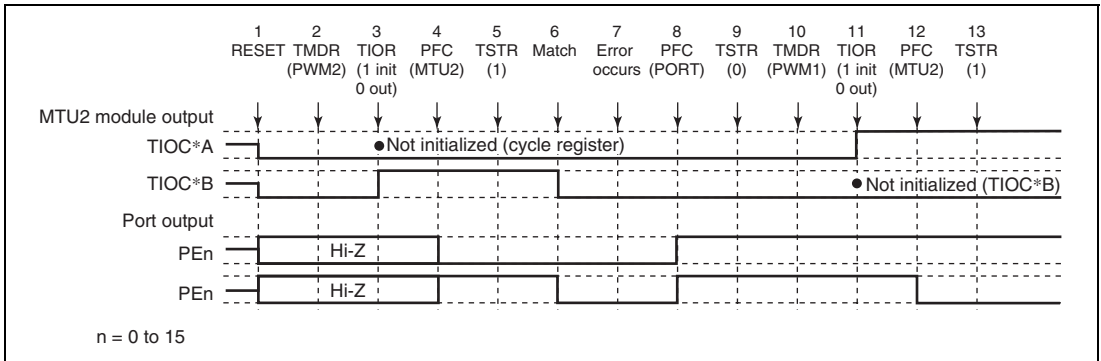 1 2 3 4 5 6 7 8 9 10 11 12 13
RESET TMDR TIOR PFC TSTR Match Error PFC TSTR TMDR TIOR PFC TSTR
(PWM2) (1 init (MTU2) (1) occurs (PORT) (0) (PWM1) (1 init (MTU2) (1)
0 out) 0 out)
MTU2 module output
TIOC*A ●Not initialized (cycle register)
TIOC*B ● Not initialized (TIOC*B)
Port output
PEn Hi-Z
PEn Hi-Z
n = 0 to 15